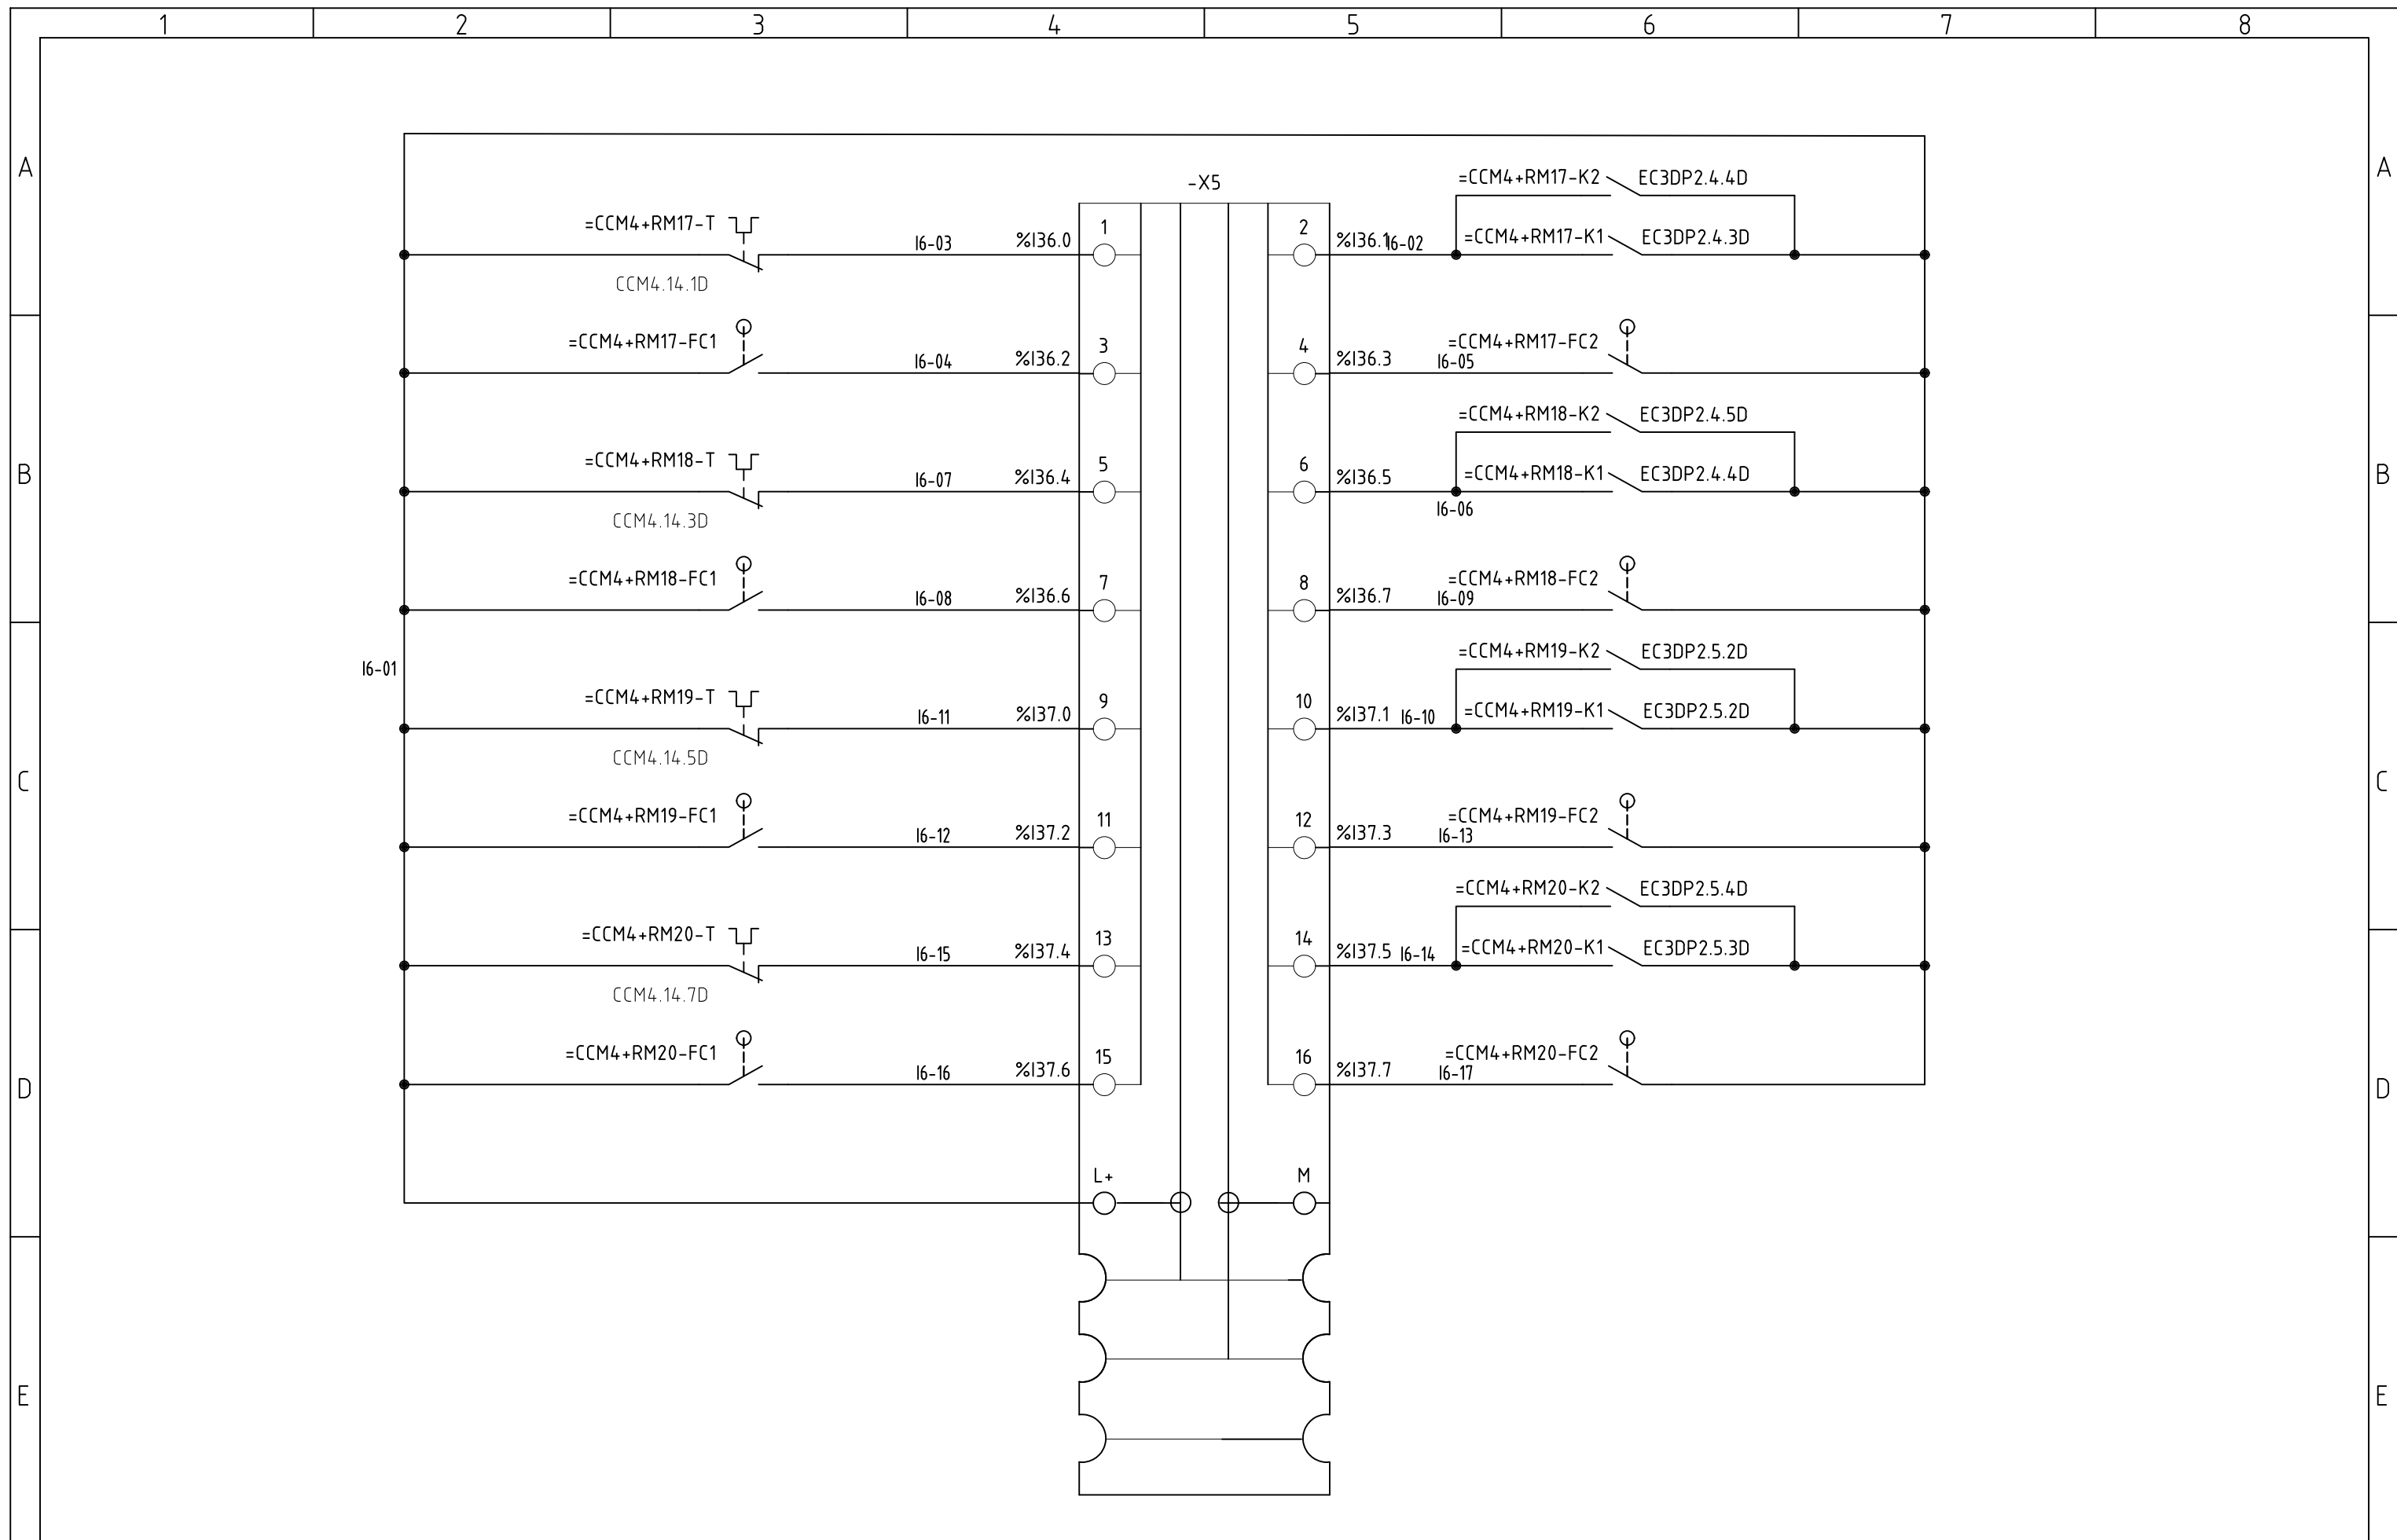 1 2 3 4 5 6 7 8
A A
-X5
=CCM4+RM17-K2 EC3DP2.4.4D
=CCM4+RM17-T 1 2
I6-03 %I36.0 %I36.1 I6-02 =CCM4+RM17-K1 EC3DP2.4.3D
CCM4.14.1D
=CCM4+RM17-FC1 3 4 =CCM4+RM17-FC2
I6-04 %I36.2 %I36.3 I6-05
=CCM4+RM18-K2 EC3DP2.4.5D
=CCM4+RM18-T 5 6
B I6-07 %I36.4 %I36.5 =CCM4+RM18-K1 EC3DP2.4.4D B
CCM4.14.3D I6-06
=CCM4+RM18-FC1 7 8 =CCM4+RM18-FC2
I6-08 %I36.6 %I36.7 I6-09
=CCM4+RM19-K2 EC3DP2.5.2D
I6-01
=CCM4+RM19-T 9 10
I6-11 %I37.0 %I37.1 I6-10 =CCM4+RM19-K1 EC3DP2.5.2D
CCM4.14.5D
C C
=CCM4+RM19-FC1 11 12 =CCM4+RM19-FC2
I6-12 %I37.2 %I37.3 I6-13
=CCM4+RM20-K2 EC3DP2.5.4D
=CCM4+RM20-T 13 14
I6-15 %I37.4 %I37.5 I6-14 =CCM4+RM20-K1 EC3DP2.5.3D
CCM4.14.7D
=CCM4+RM20-FC1 15 16 =CCM4+RM20-FC2
I6-16 %I37.6 %I37.7 I6-17
D D
L+ M
E E